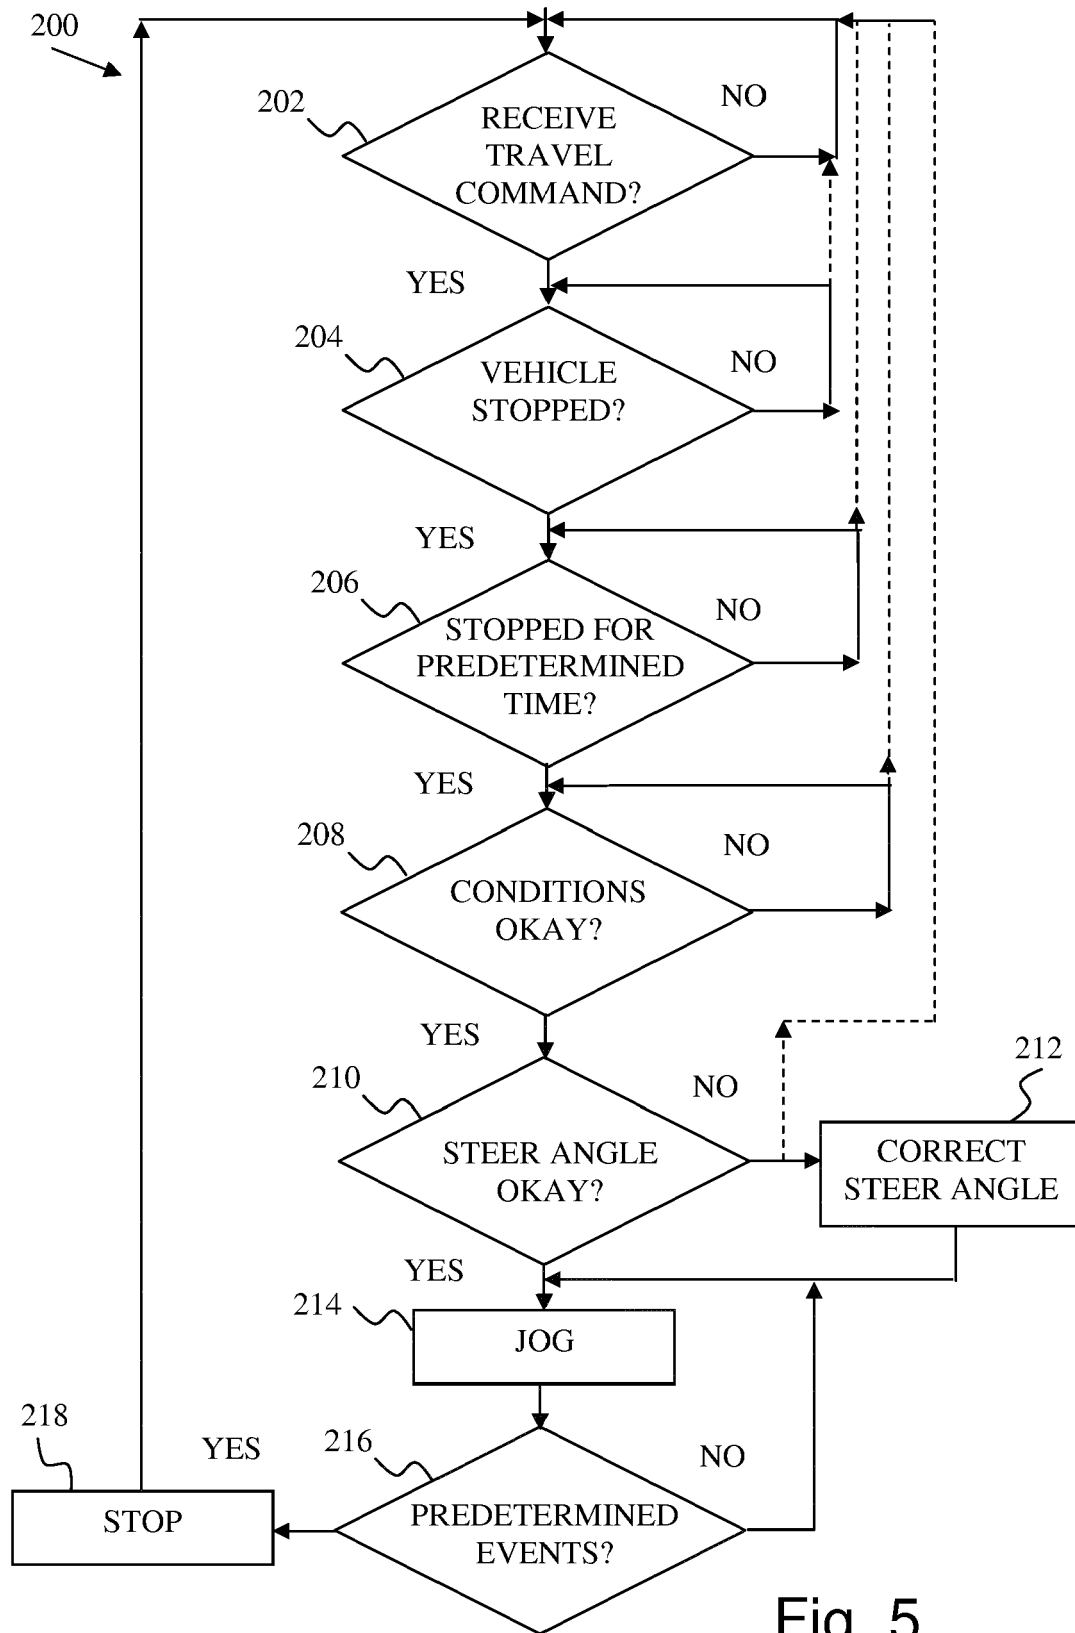 200
202
RECEIVE
TRAVEL
COMMAND?
NO
YES
204
VEHICLE
STOPPED?
NO
YES
206
STOPPED FOR
PREDETERMINED
TIME?
NO
YES
208
CONDITIONS
OKAY?
NO
YES
210
STEER ANGLE
OKAY?
NO
212
CORRECT
STEER ANGLE
YES
214
JOG
216
PREDETERMINED
EVENTS?
NO
YES
218
STOP
Fig. 5